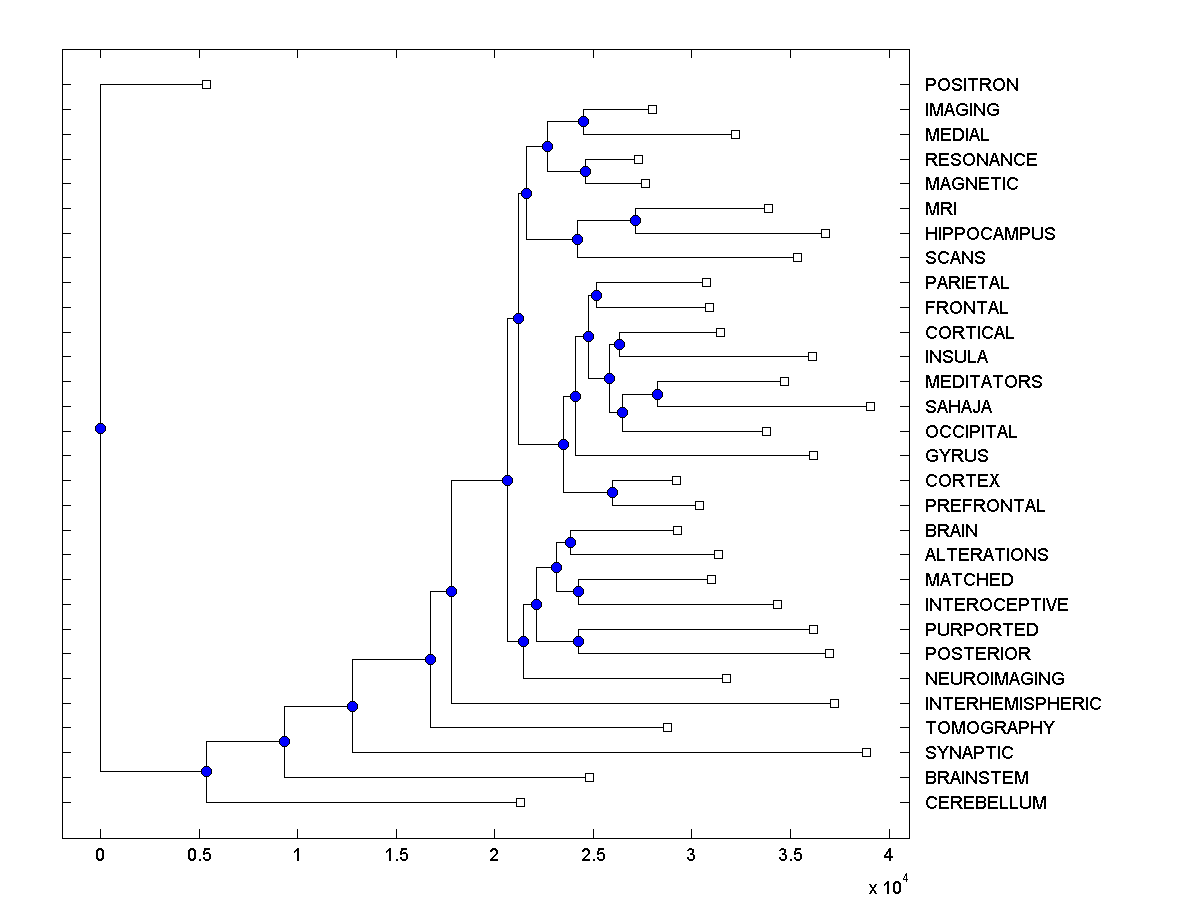 POSITRON
IMAGING
MEDIAL
RESONANCE
MAGNETIC
MRI
HIPPOCAMPUS
SCANS
PARIETAL
FRONTAL
CORTICAL
INSULA
MEDITATORS
SAHAJA
OCCIPITAL
GYRUS
CORTEX
PREFRONTAL
BRAIN
ALTERATIONS
MATCHED
INTEROCEPTIVE
PURPORTED
POSTERIOR
NEUROIMAGING
INTERHEMISPHERIC
TOMOGRAPHY
SYNAPTIC
BRAINSTEM
CEREBELLUM
0 0.5 1 1.5 2 2.5 3 3.5 4
x 10^4